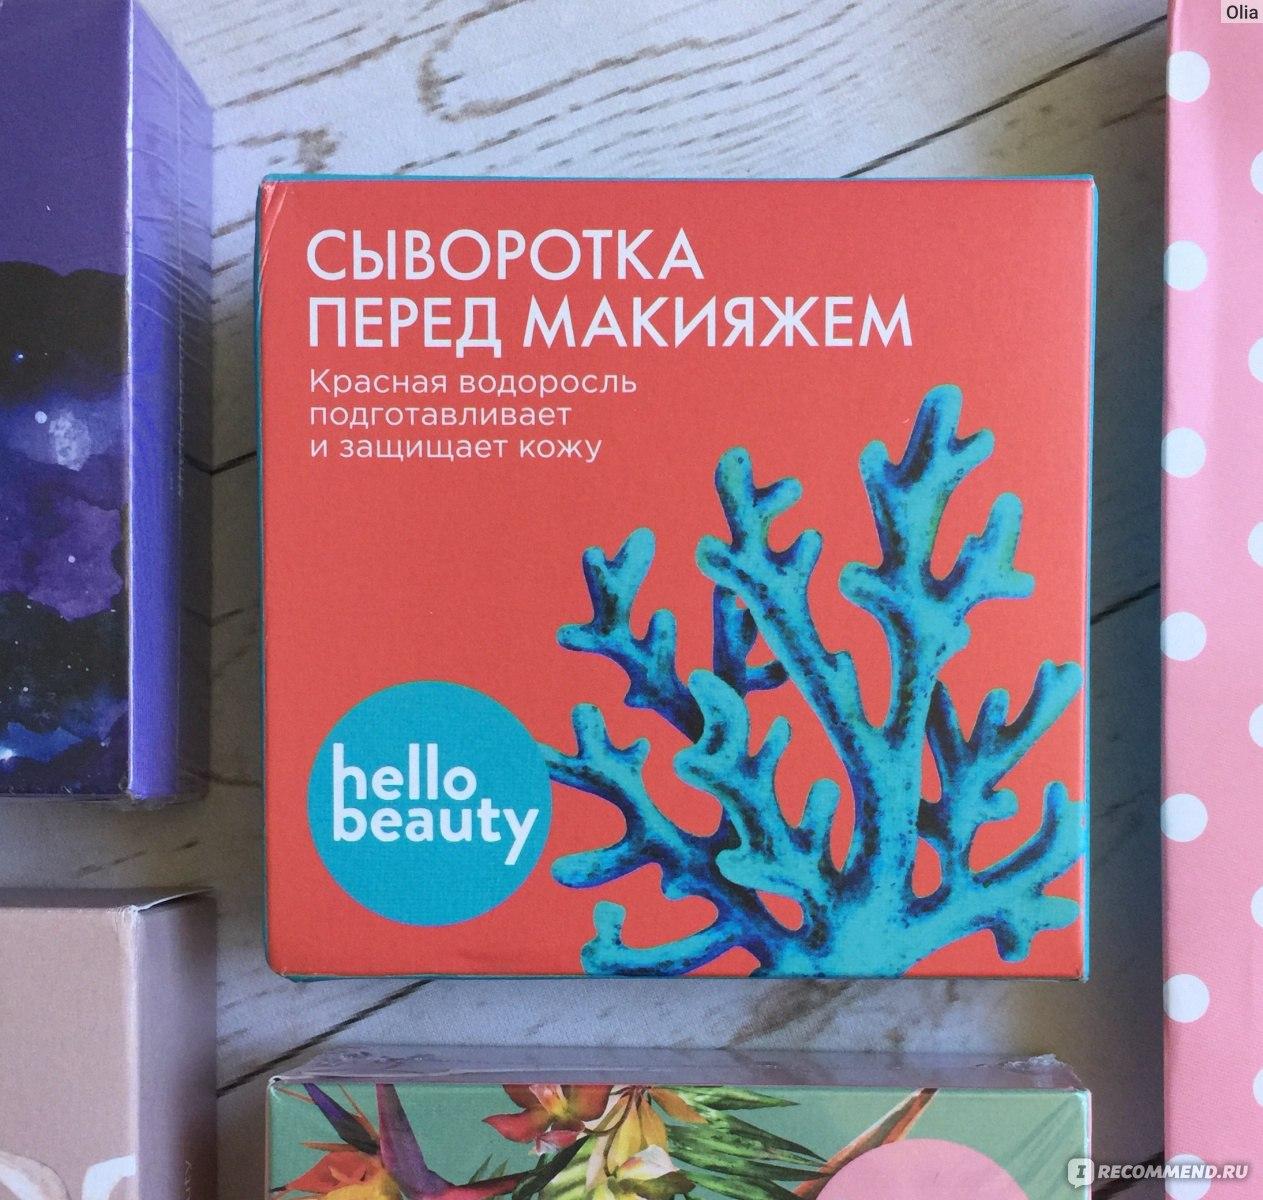 Olia
СЫВОРОТКА
ПЕРЕД МАКИЯЖЕМ
Красная водоросль
подготавливает
и защищает кожу
hello
beauty
I RECOMMEND.RU